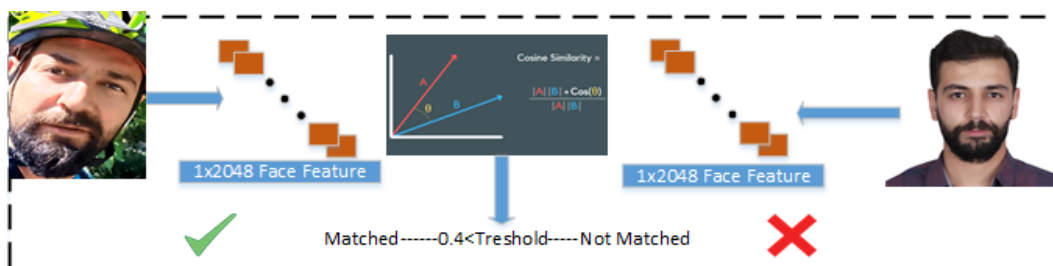 Cosine Similarity =
|A| |B| • Cos(θ)
|A| |B|
A
θ
B
1x2048 Face Feature
1x2048 Face Feature
Matched------0.4<Treshold-----Not Matched